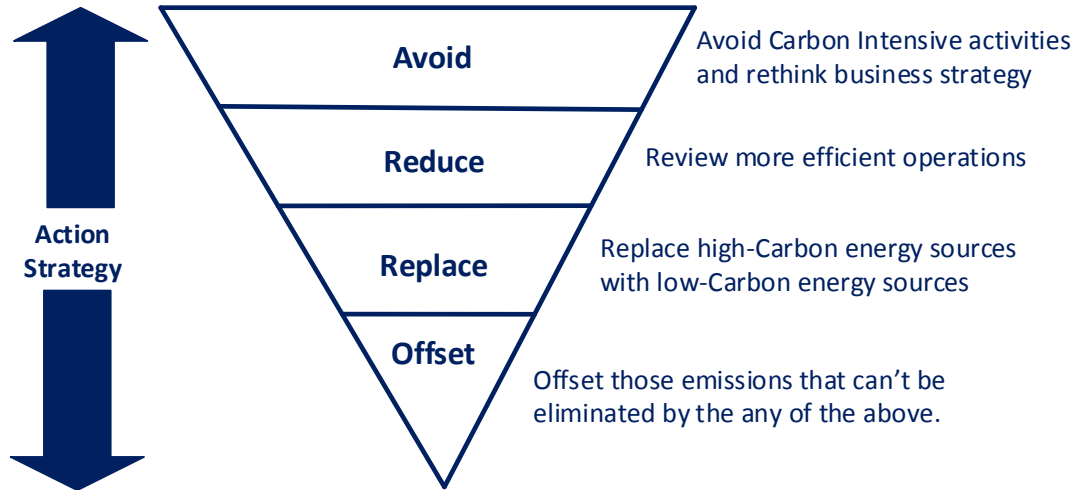 Avoid
Avoid Carbon Intensive activities
and rethink business strategy
Reduce
Review more efficient operations
Action
Strategy
Replace
Replace high-Carbon energy sources
with low-Carbon energy sources
Offset
Offset those emissions that can’t be
eliminated by the any of the above.